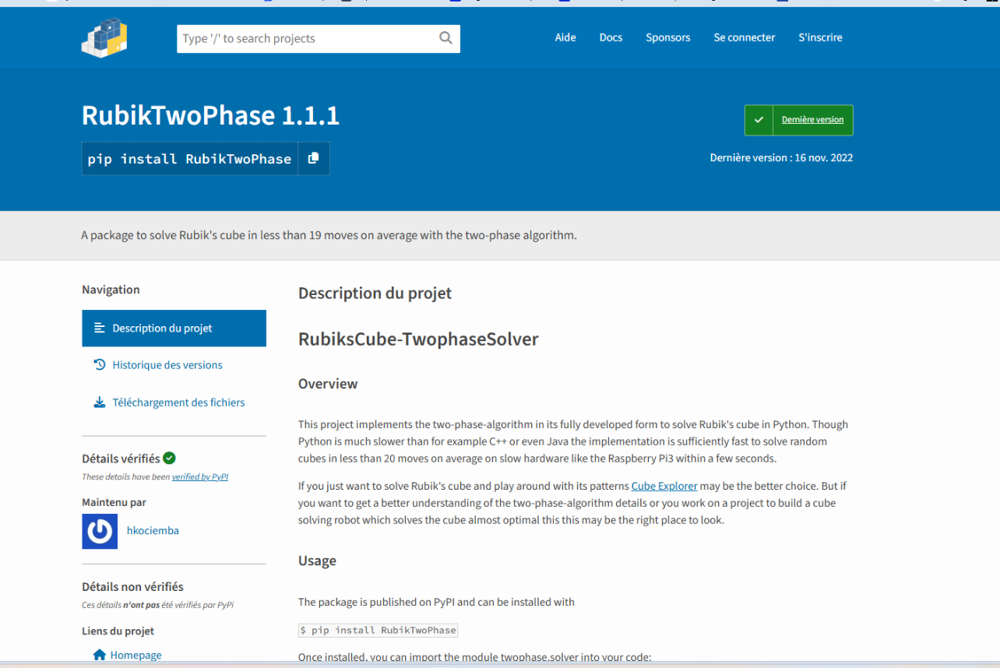 Type '/' to search projects
Aide
Docs
Sponsors
Se connecter
S'inscrire
RubikTwoPhase 1.1.1
pip install RubikTwoPhase
Dernière version
Dernière version : 16 nov. 2022
A package to solve Rubik's cube in less than 19 moves on average with the two-phase algorithm.
Navigation
Description du projet
Historique des versions
Téléchargement des fichiers
Détails vérifiés
These details have been verified by PyPI
Maintenu par
hkociemba
Détails non vérifiés
Ces détails n'ont pas été vérifiés par PyPi
Liens du projet
Homepage
Description du projet
RubiksCube-TwophaseSolver
Overview
This project implements the two-phase-algorithm in its fully developed form to solve Rubik's cube in Python. Though
Python is much slower than for example C++ or even Java the implementation is sufficiently fast to solve random
cubes in less than 20 moves on average on slow hardware like the Raspberry Pi3 within a few seconds.
If you just want to solve Rubik's cube and play around with its patterns Cube Explorer may be the better choice. But if
you want to get a better understanding of the two-phase-algorithm details or you work on a project to build a cube
solving robot which solves the cube almost optimal this this may be the right place to look.
Usage
The package is published on PyPI and can be installed with
$ pip install RubikTwoPhase
Once installed, you can import the module twophase.solver into your code: